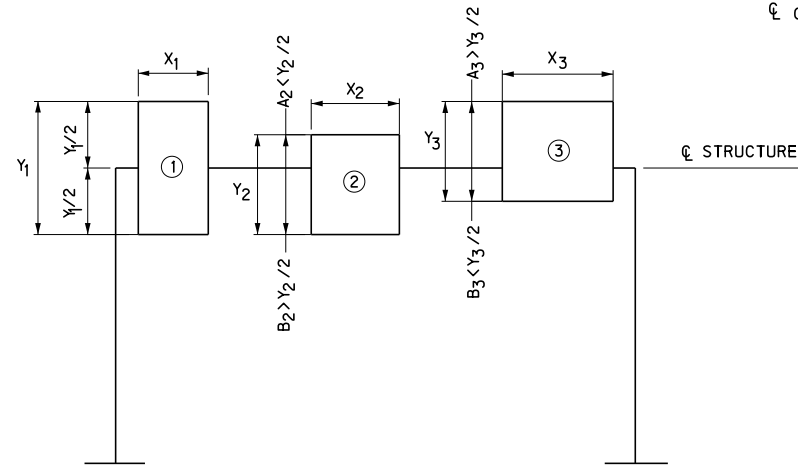 ℄
X1
X2
X3
Y1
Y1/2
Y1/2
1
A2<Y2/2
Y2
B2>Y2/2
2
A3>Y3/2
Y3
B3<Y3/2
3
℄ STRUCTURE